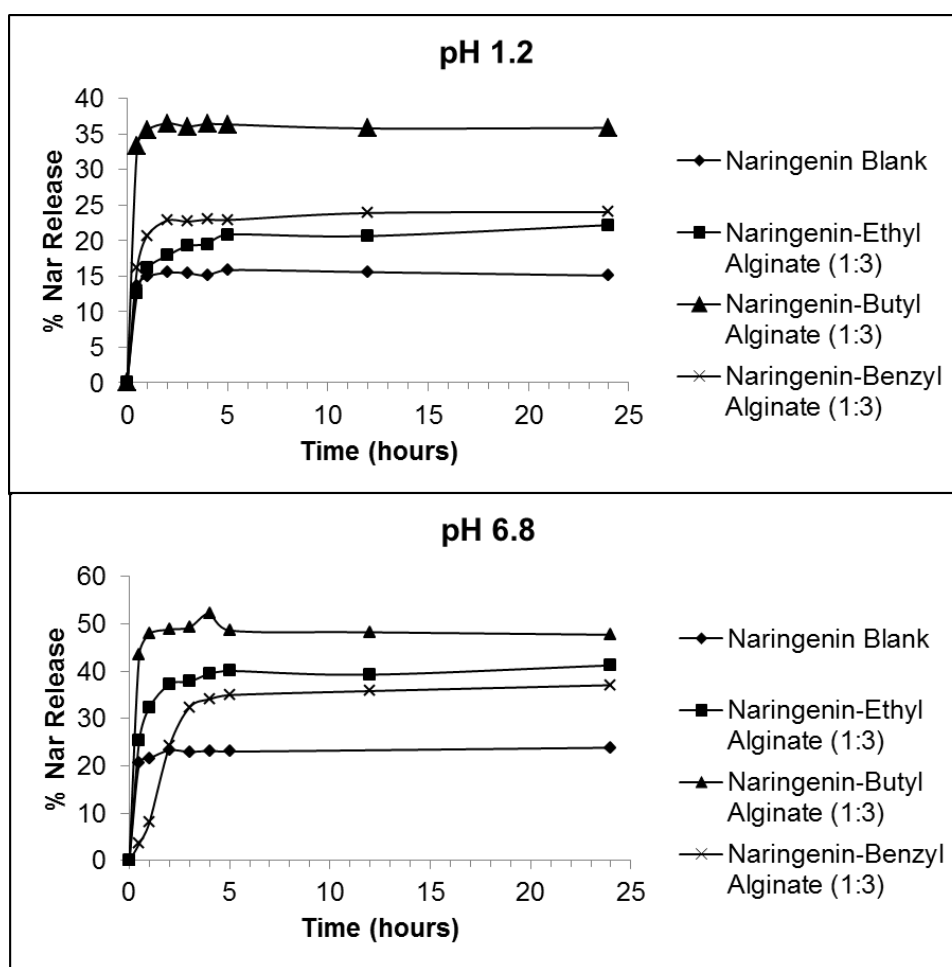 pH 1.2
% Nar Release
40
35
30
25
20
15
10
5
0
0 5 10 15 20 25
Time (hours)
Naringenin Blank
Naringenin-Ethyl
Alginate (1:3)
Naringenin-Butyl
Alginate (1:3)
Naringenin-Benzyl
Alginate (1:3)
pH 6.8
% Nar Release
60
50
40
30
20
10
0
0 5 10 15 20 25
Time (hours)
Naringenin Blank
Naringenin-Ethyl
Alginate (1:3)
Naringenin-Butyl
Alginate (1:3)
Naringenin-Benzyl
Alginate (1:3)